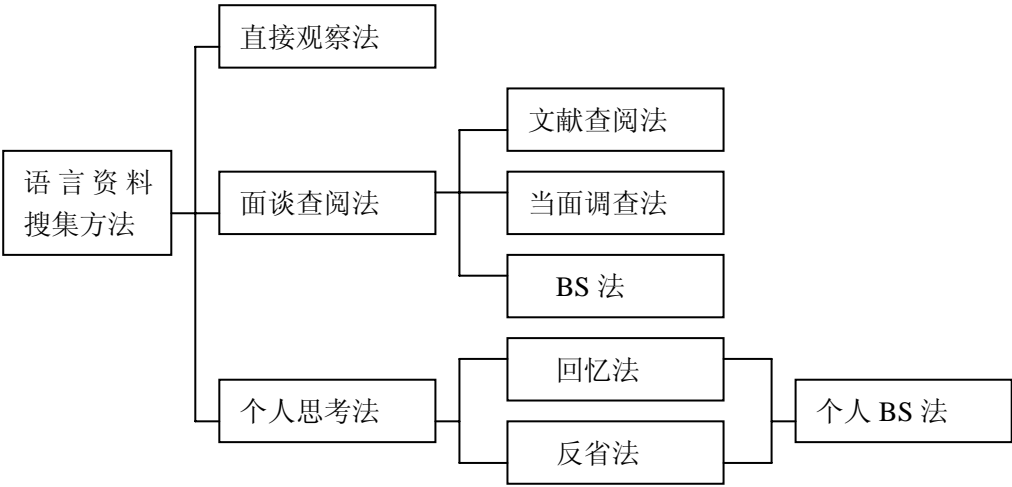 直接观察法
文献查阅法
语言资料
搜集方法
面谈查阅法
当面调查法
BS 法
个人思考法
回忆法
反省法
个人 BS 法